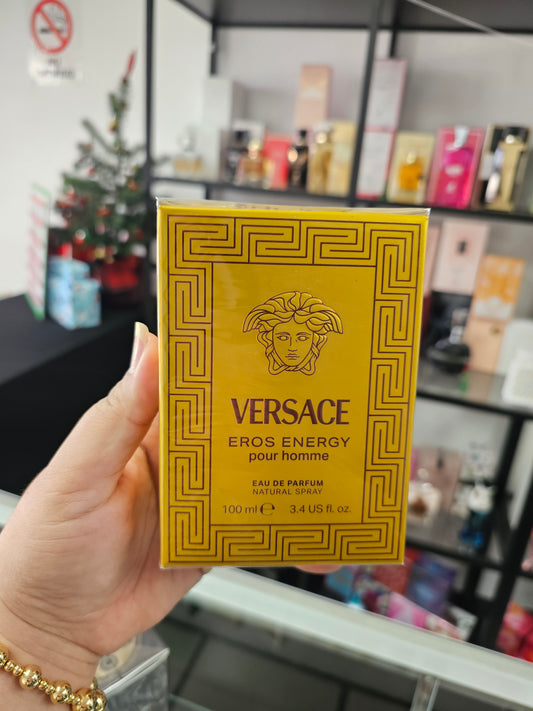 VERSACE
EROS ENERGY
pour homme
EAU DE PARFUM
NATURAL SPRAY
100 ml ℮ 3.4 US fl. oz.